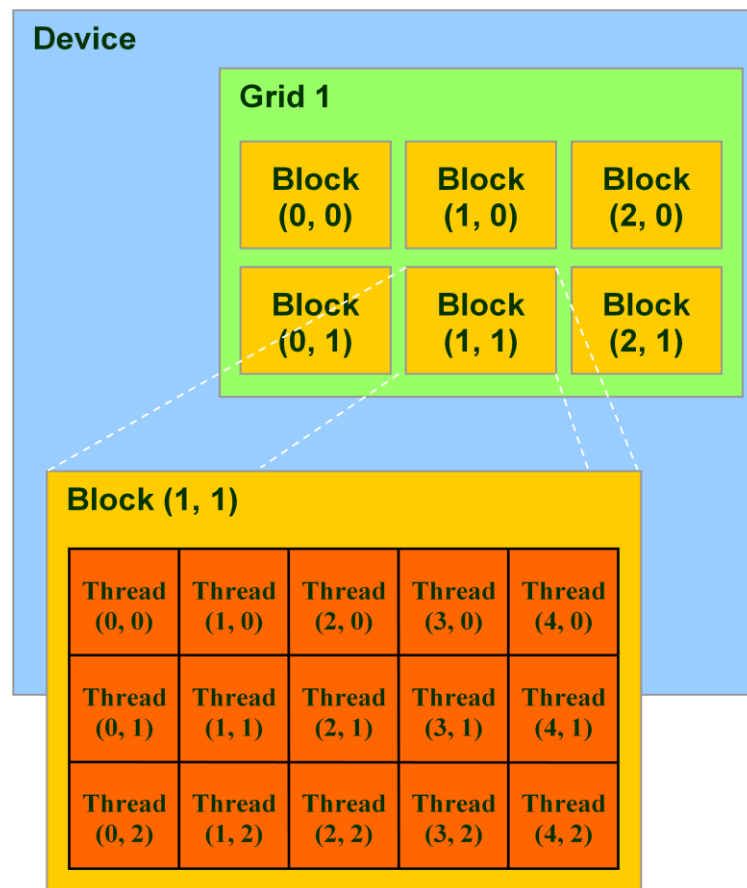 Device
Grid 1
Block
(0, 0)
Block
(1, 0)
Block
(2, 0)
Block
(0, 1)
Block
(1, 1)
Block
(2, 1)
Block (1, 1)
Thread
(0, 0)
Thread
(1, 0)
Thread
(2, 0)
Thread
(3, 0)
Thread
(4, 0)
Thread
(0, 1)
Thread
(1, 1)
Thread
(2, 1)
Thread
(3, 1)
Thread
(4, 1)
Thread
(0, 2)
Thread
(1, 2)
Thread
(2, 2)
Thread
(3, 2)
Thread
(4, 2)